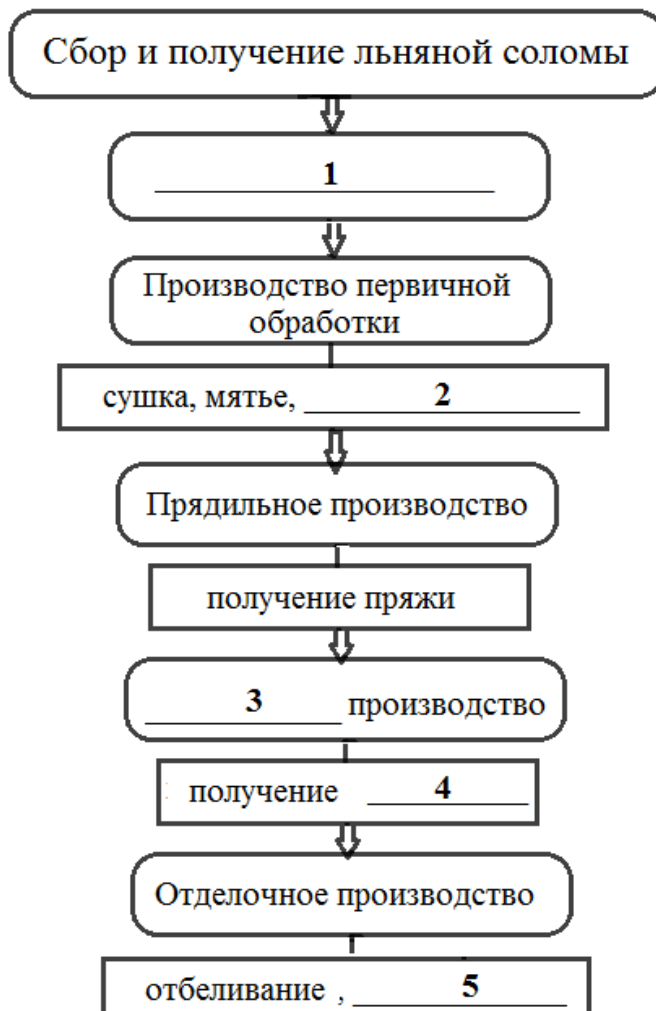 Сбор и получение льняной соломы
1
Производство первичной
обработки
сушка, мятье, 2
Прядильное производство
получение пряжи
3 производство
получение 4
Отделочное производство
отбеливание , 5